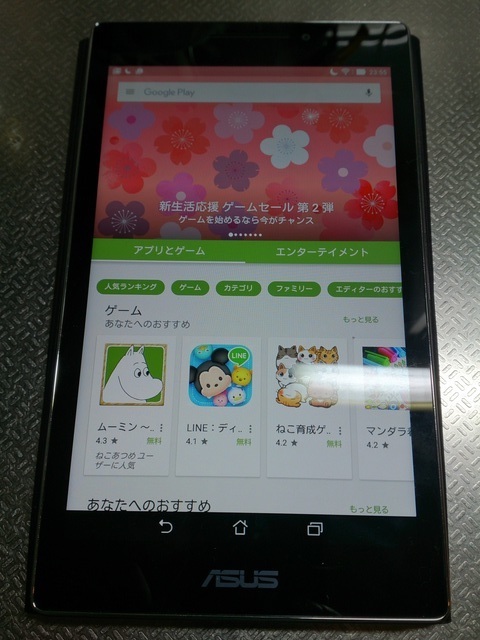 Google Play
新生活応援 ゲームセール 第2弾
ゲームを始めるなら今がチャンス
アプリとゲーム
エンターテイメント
人気ランキング
ゲーム
カテゴリ
ファミリー
エディターのおす
ゲーム
あなたへのおすすめ
もっと見る
LINE
ムーミン ～..
4.3 ★ 無料
ねこあつめ ユー
ザーに人気
LINE：ディ..
4.1 ★ 無料
ねこ育成ゲ..
4.2 ★ 無料
マンダラ
4.2 ★
あなたへのおすすめ
もっと見る
ASUS